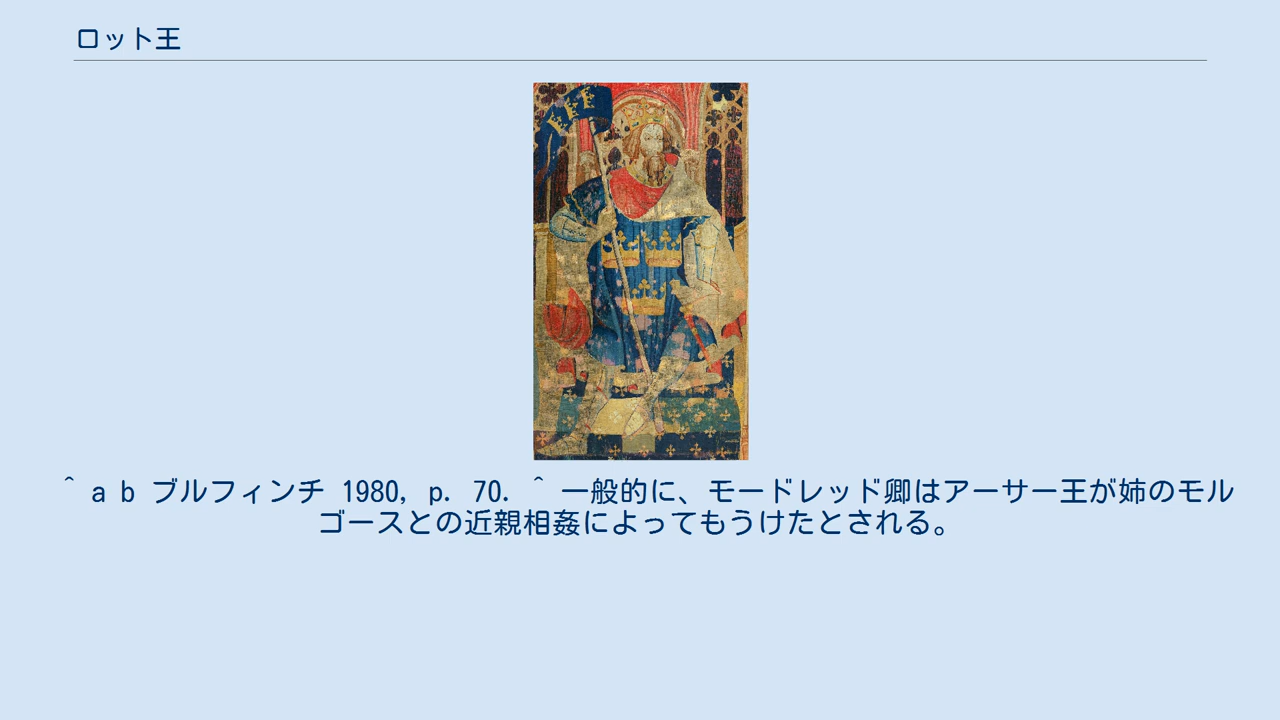 ロット王
^ a b ブルフィンチ 1980, p. 70. ^ 一般的に、モードレッド卿はアーサー王が姉のモル
ゴースとの近親相姦によってもうけたとされる。